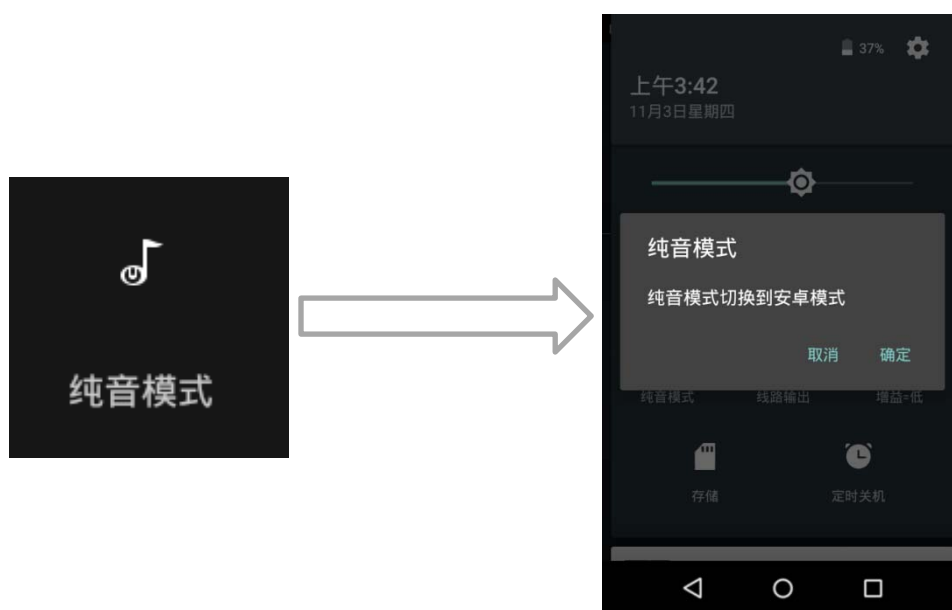 纯音模式
37%
上午3:42
11月3日星期四
纯音模式
纯音模式切换到安卓模式
取消
确定
纯音模式
线路输出
增益=低
存储
定时关机